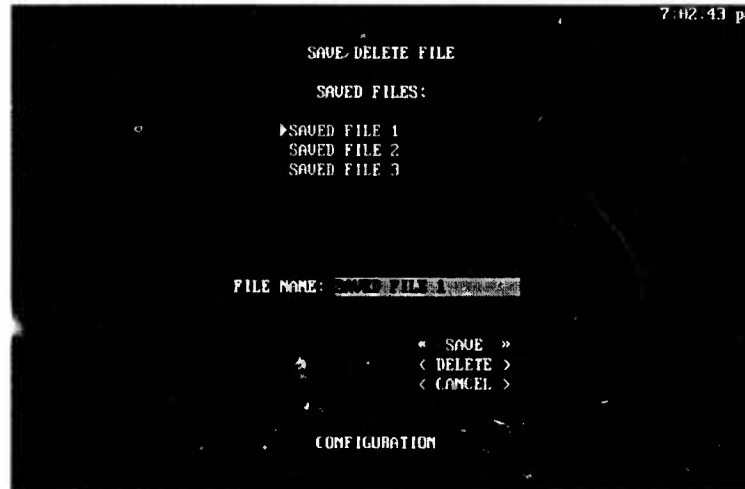 7:02.43 p
SAVE/DELETE FILE
SAVED FILES:
▶SAVED FILE 1
SAVED FILE 2
SAVED FILE 3
FILE NAME: SAVED FILE 1
« SAVE »
< DELETE >
< CANCEL >
CONFIGURATION